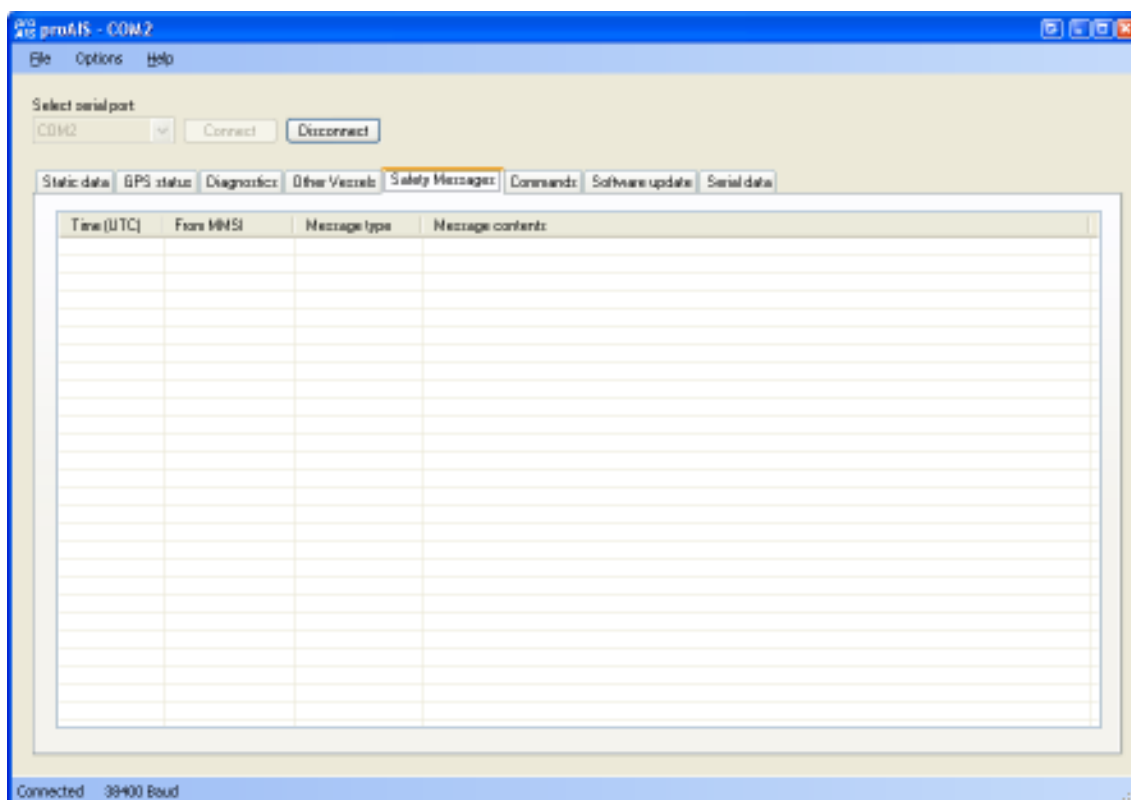 proAIS - COM2
File Options Help
Select serial port
COM2 Connect Disconnect
Static data GPS status Diagnostics Other Vessels Safety Messages Commands Software update Serial data
Time (UTC) From MMSI Message type Message contents
Connected 38400 Baud